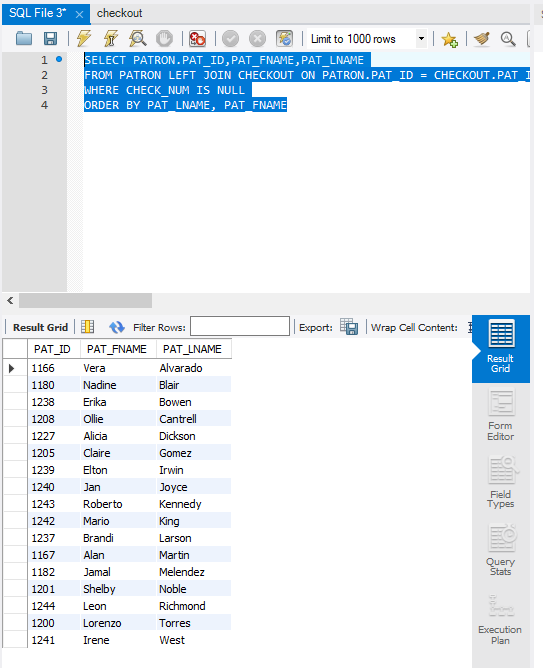 SQL File 3* checkout
Limit to 1000 rows
1 SELECT PATRON.PAT_ID,PAT_FNAME,PAT_LNAME
2 FROM PATRON LEFT JOIN CHECKOUT ON PATRON.PAT_ID = CHECKOUT.PAT_I
3 WHERE CHECK_NUM IS NULL
4 ORDER BY PAT_LNAME, PAT_FNAME
Result Grid Filter Rows: Export: Wrap Cell Content:
PAT_ID PAT_FNAME PAT_LNAME
1166 Vera Alvarado
1180 Nadine Blair
1238 Erika Bowen
1208 Ollie Cantrell
1227 Alicia Dickson
1205 Claire Gomez
1239 Elton Irwin
1240 Jan Joyce
1243 Roberto Kennedy
1242 Mario King
1237 Brandi Larson
1167 Alan Martin
1182 Jamal Melendez
1201 Shelby Noble
1244 Leon Richmond
1200 Lorenzo Torres
1241 Irene West
Result
Grid
Form
Editor
Field
Types
Query
Stats
Execution
Plan